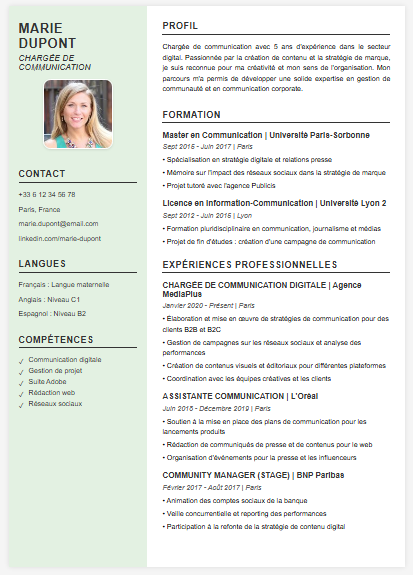 MARIE
DUPONT
CHARGÉE DE
COMMUNICATION
CONTACT
+33 6 12 34 56 78
Paris, France
marie.dupont@email.com
linkedin.com/marie-dupont
LANGUES
Français : Langue maternelle
Anglais : Niveau C1
Espagnol : Niveau B2
COMPÉTENCES
✓ Communication digitale
✓ Gestion de projet
✓ Suite Adobe
✓ Rédaction web
✓ Réseaux sociaux
PROFIL
Chargée de communication avec 5 ans d'expérience dans le secteur
digital. Passionnée par la création de contenu et la stratégie de marque,
je suis reconnue pour ma créativité et mon sens de l'organisation. Mon
parcours m'a permis de développer une solide expertise en gestion de
communauté et en communication corporate.
FORMATION
Master en Communication | Université Paris-Sorbonne
Sept 2015 - Juin 2017 | Paris
• Spécialisation en stratégie digitale et relations presse
• Mémoire sur l'impact des réseaux sociaux dans la stratégie de marque
• Projet tutoré avec l'agence Publicis
Licence en Information-Communication | Université Lyon 2
Sept 2012 - Juin 2015 | Lyon
• Formation pluridisciplinaire en communication, journalisme et médias
• Projet de fin d'études : création d'une campagne de communication
EXPÉRIENCES PROFESSIONNELLES
CHARGÉE DE COMMUNICATION DIGITALE | Agence
MediaPlus
Janvier 2020 - Présent | Paris
• Élaboration et mise en œuvre de stratégies de communication pour des
clients B2B et B2C
• Gestion de campagnes sur les réseaux sociaux et analyse des
performances
• Création de contenus visuels et éditoriaux pour différentes plateformes
• Coordination avec les équipes créatives et les clients
ASSISTANTE COMMUNICATION | L'Oréal
Juin 2018 - Décembre 2019 | Paris
• Soutien à la mise en place des plans de communication pour les
lancements produits
• Rédaction de communiqués de presse et de contenus pour le web
• Organisation d'événements pour la presse et les influenceurs
COMMUNITY MANAGER (STAGE) | BNP Paribas
Février 2017 - Août 2017 | Paris
• Animation des comptes sociaux de la banque
• Veille concurrentielle et reporting des performances
• Participation à la refonte de la stratégie de contenu digital